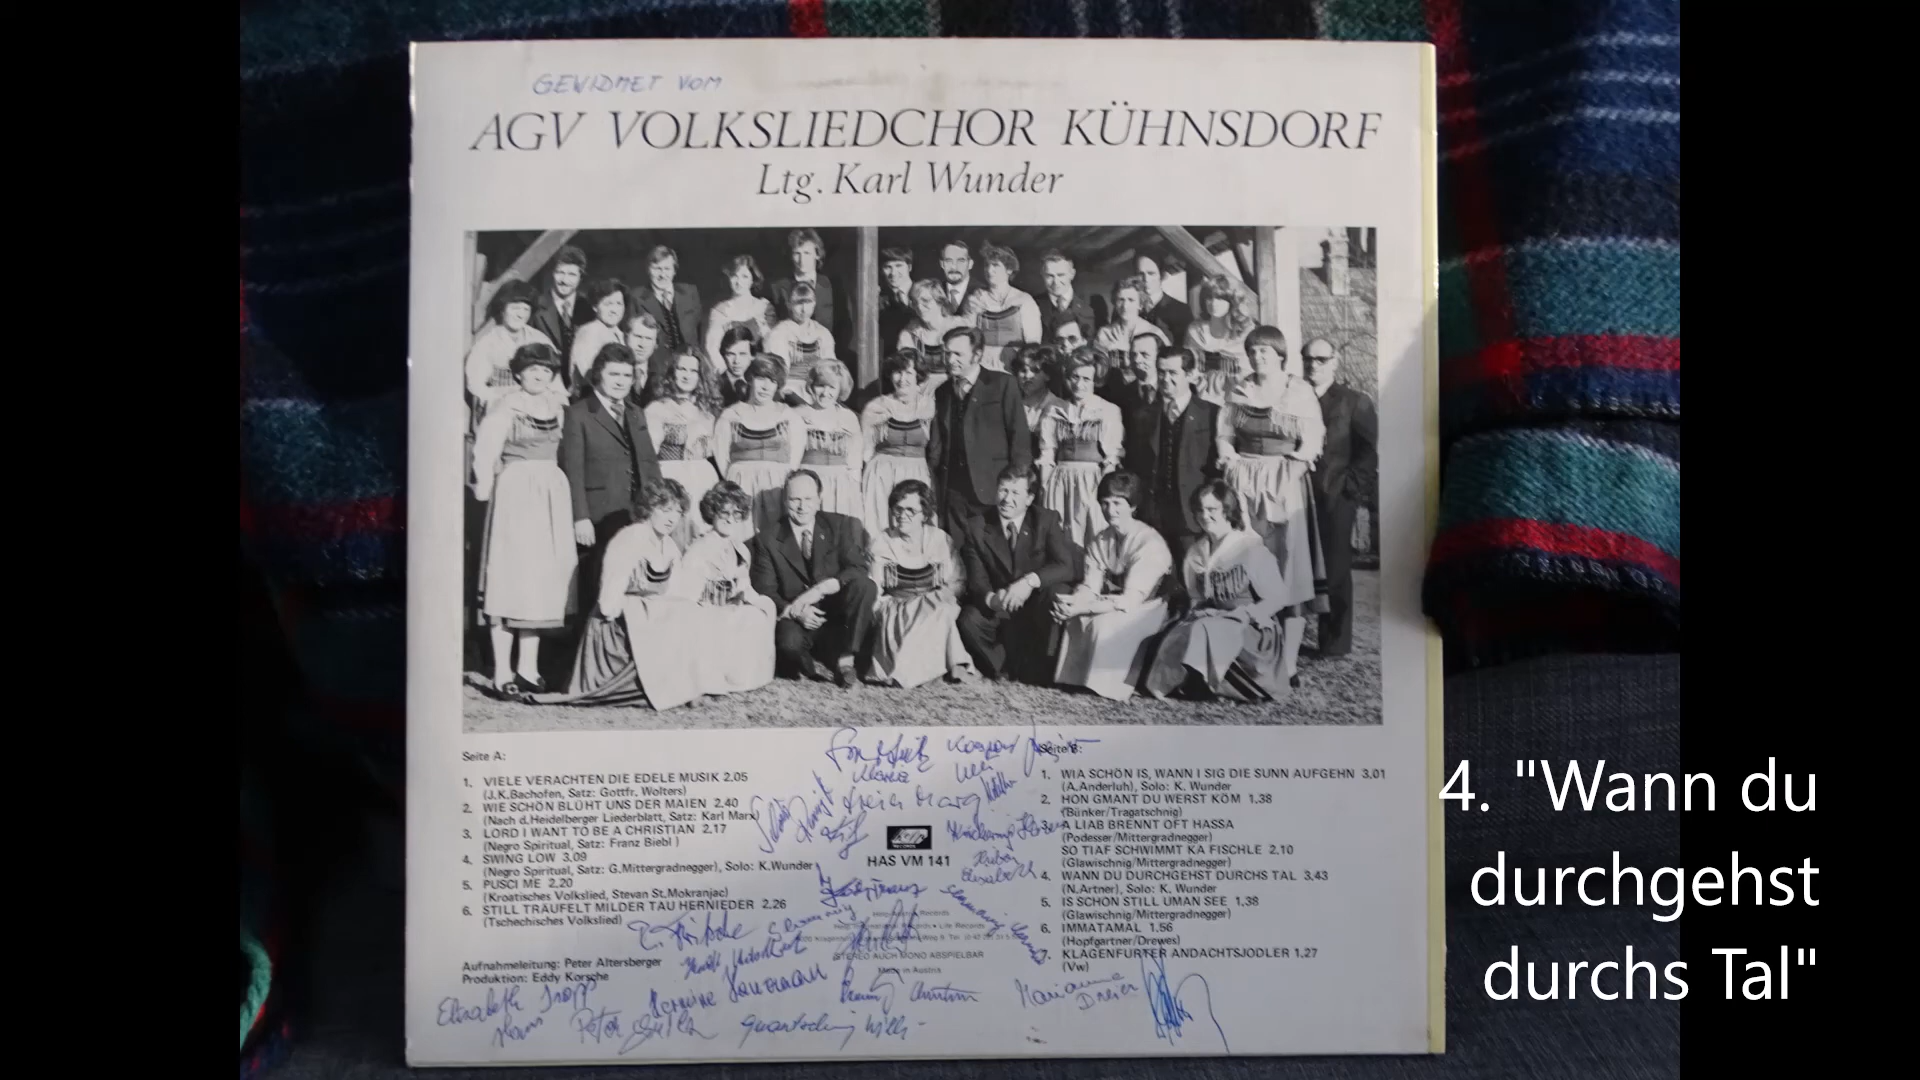 GEWIDMET VOM
AGV VOLKSLIEDCHOR KÜHNSDORF
Ltg. Karl Wunder
Seite A:
1. VIELE VERACHTEN DIE EDELE MUSIK 2.05
(J.K.Bachofen, Satz: Gottfr. Wolters)
2. WIE SCHÖN BLÜHT UNS DER MAIEN 2.40
(Nach d.Heidelberger Liederblatt, Satz: Karl Marx)
3. LORD I WANT TO BE A CHRISTIAN 2.17
(Negro Spiritual, Satz: Franz Biebl)
4. SWING LOW 3.09
(Negro Spiritual, Satz: G.Mittergradnegger), Solo: K.Wunder
5. PUSCI ME 2.20
(Kroatisches Volkslied, Stevan St.Mokranjac)
6. STILL TRÄUFELT MILDER TAU HERNIEDER 2.26
(Tschechisches Volkslied)
Aufnahmeleitung: Peter Altersberger
Produktion: Eddy Korsche
HAS VM 141
STEREO AUCH MONO ABSPIELBAR
Made in Austria
Seite B:
1. WIA SCHÖN IS, WANN I SIG DIE SUNN AUFGEHN 3,01
(A.Anderluh), Solo: K. Wunder
2. HON GMANT DU WERST KÖM 1.38
(Bünker/Tragatschnig)
3. A LIAB BRENNT OFT HASSA
(Podesser/Mittergradnegger)
SO TIAF SCHWIMMT KA FISCHLE 2.10
(Glawischnig/Mittergradnegger)
4. WANN DU DURCHGEHST DURCHS TAL 3,43
(N.Artner), Solo: K. Wunder
5. IS SCHON STILL UMAN SEE 1,38
(Glawischnig/Mittergradnegger)
6. IMMATAMAL 1.56
(Hopfgartner/Drewes)
7. KLAGENFURTER ANDACHTSJODLER 1,27
(Vw)
Elisabeth
Hans
Peter
Hermine
Willi
Marianne
Dreier
4. "Wann du
durchgehst
durchs Tal"